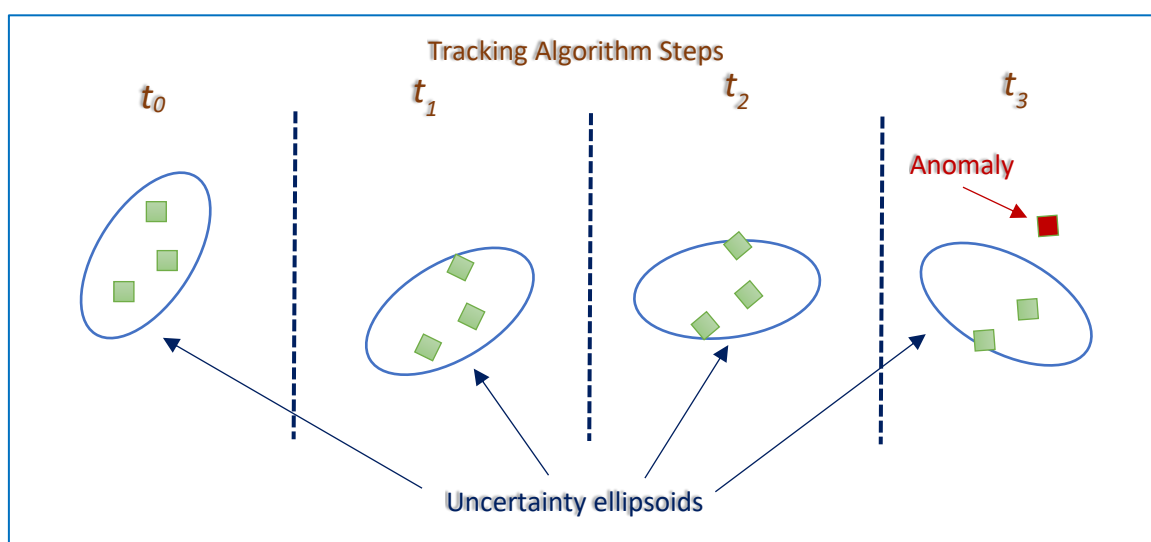 Tracking Algorithm Steps
t₀
t₁
t₂
t₃
Anomaly
Uncertainty ellipsoids